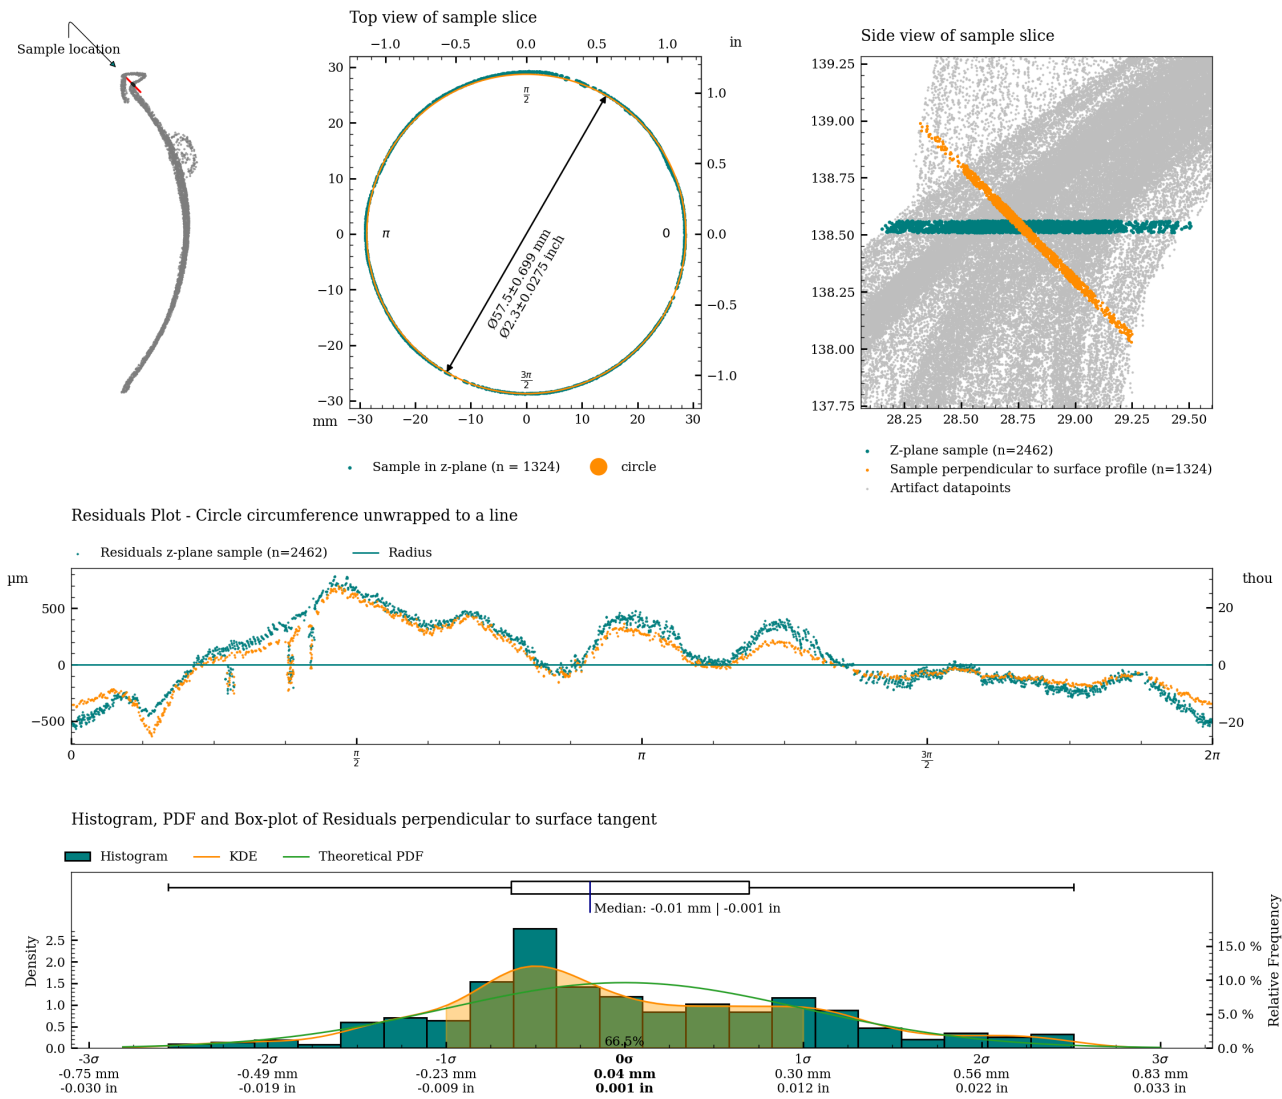 Sample location
Top view of sample slice
−1.0 −0.5 0.0 0.5 1.0 in
30
20
10
0
−10
−20
−30
mm
1.0
0.5
0.0
−0.5
−1.0
π/2
π
0
3π/2
Ø57.5±0.699 mm
Ø2.3±0.0275 inch
−30 −20 −10 0 10 20 30
Sample in z-plane (n = 1324) circle
Side view of sample slice
139.25
139.00
138.75
138.50
138.25
138.00
137.75
28.25 28.50 28.75 29.00 29.25 29.50
Z-plane sample (n=2462)
Sample perpendicular to surface profile (n=1324)
Artifact datapoints
Residuals Plot - Circle circumference unwrapped to a line
Residuals z-plane sample (n=2462) Radius
µm
thou
500
0
−500
20
0
−20
0 π/2 π 3π/2 2π
Histogram, PDF and Box-plot of Residuals perpendicular to surface tangent
Histogram KDE Theoretical PDF
Median: -0.01 mm | -0.001 in
Density
2.5
2.0
1.5
1.0
0.5
0.0
Relative Frequency
15.0 %
10.0 %
5.0 %
0.0 %
66.5%
-3σ -2σ -1σ 0σ 1σ 2σ 3σ
-0.75 mm -0.49 mm -0.23 mm 0.04 mm 0.30 mm 0.56 mm 0.83 mm
-0.030 in -0.019 in -0.009 in 0.001 in 0.012 in 0.022 in 0.033 in